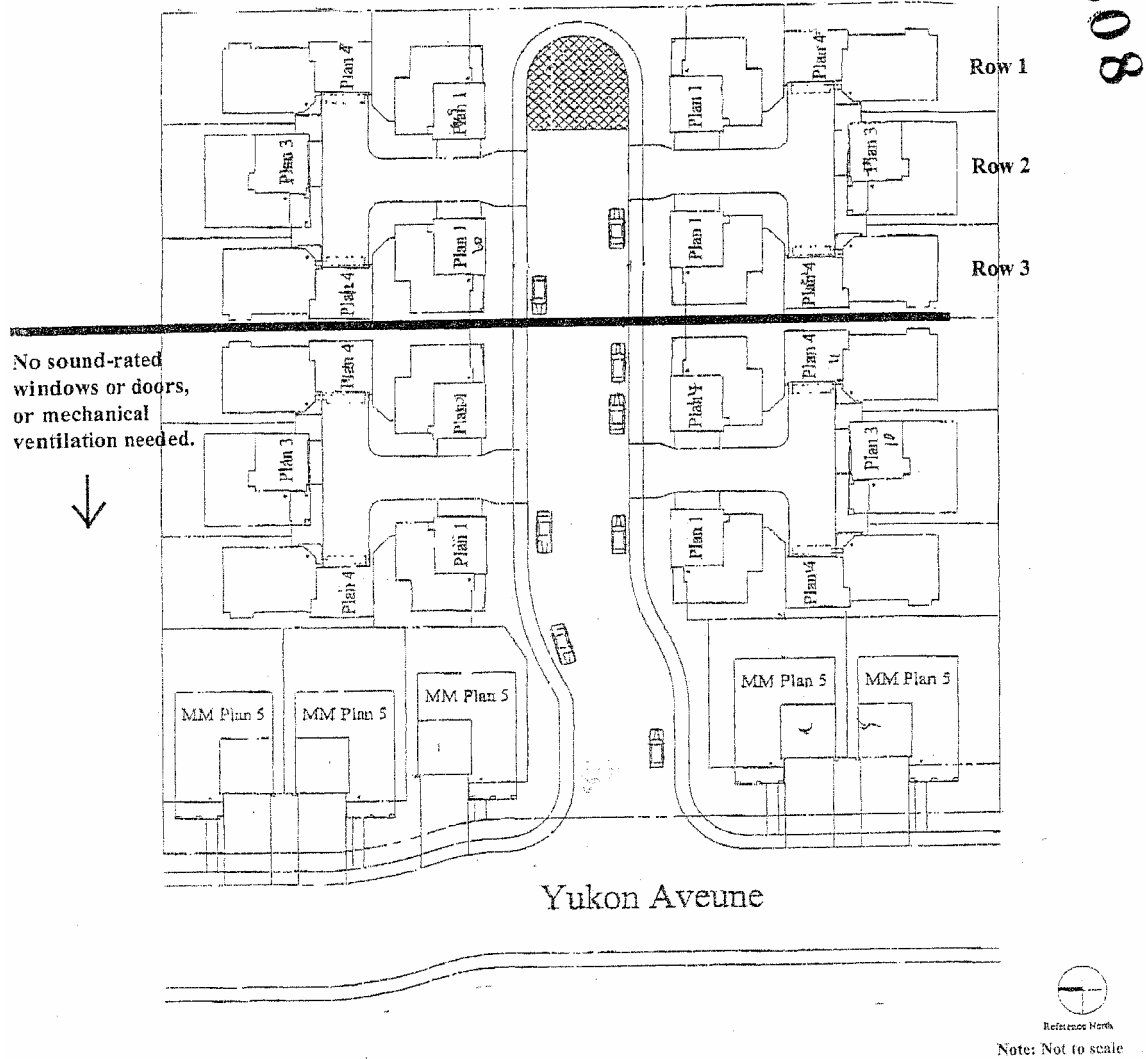 08
Plan 4
Plan 4
Row 1
Plan 1
Plan 1
Plan 3
Plan 3
Row 2
Plan 1
Plan 1
Row 3
Plan 4
Plan 4
No sound-rated
windows or doors,
or mechanical
ventilation needed.
Plan 4
Plan 4
11
Plan 3
Plan 3
10
Plan 1
Plan 1
Plan 4
Plan 4
MM Plan 5
MM Plan 5
MM Plan 5
MM Plan 5
MM Plan 5
Yukon Aveune
Reference North
Note: Not to scale